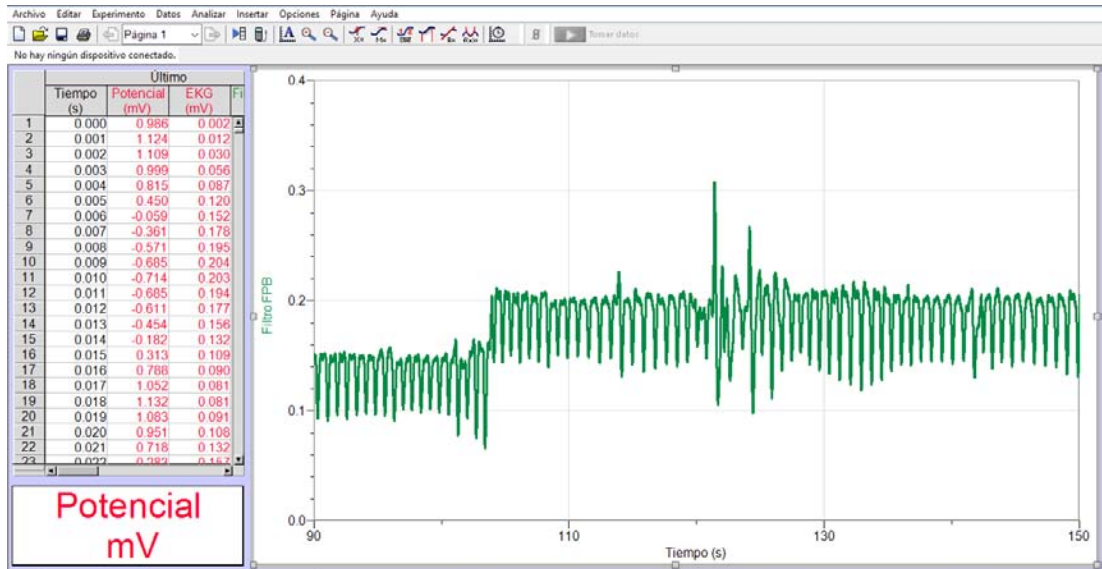 Archivo Editar Experimento Datos Analizar Insertar Opciones Página Ayuda
Página 1
Tomar datos
No hay ningún dispositivo conectado.
Último
Tiempo (s) Potencial (mV) EKG (mV) Fi
1 0.000 0.986 0.002
2 0.001 1.124 0.012
3 0.002 1.109 0.030
4 0.003 0.999 0.056
5 0.004 0.815 0.087
6 0.005 0.450 0.120
7 0.006 -0.059 0.152
8 0.007 -0.361 0.178
9 0.008 -0.571 0.195
10 0.009 -0.685 0.204
11 0.010 -0.714 0.203
12 0.011 -0.685 0.194
13 0.012 -0.611 0.177
14 0.013 -0.454 0.156
15 0.014 -0.182 0.132
16 0.015 0.313 0.109
17 0.016 0.788 0.090
18 0.017 1.052 0.081
19 0.018 1.132 0.081
20 0.019 1.083 0.091
21 0.020 0.951 0.108
22 0.021 0.718 0.132
23 0.022
Potencial
mV
0.4
0.3
0.2
0.1
0.0
Filtro FPB
90 110 130 150
Tiempo (s)